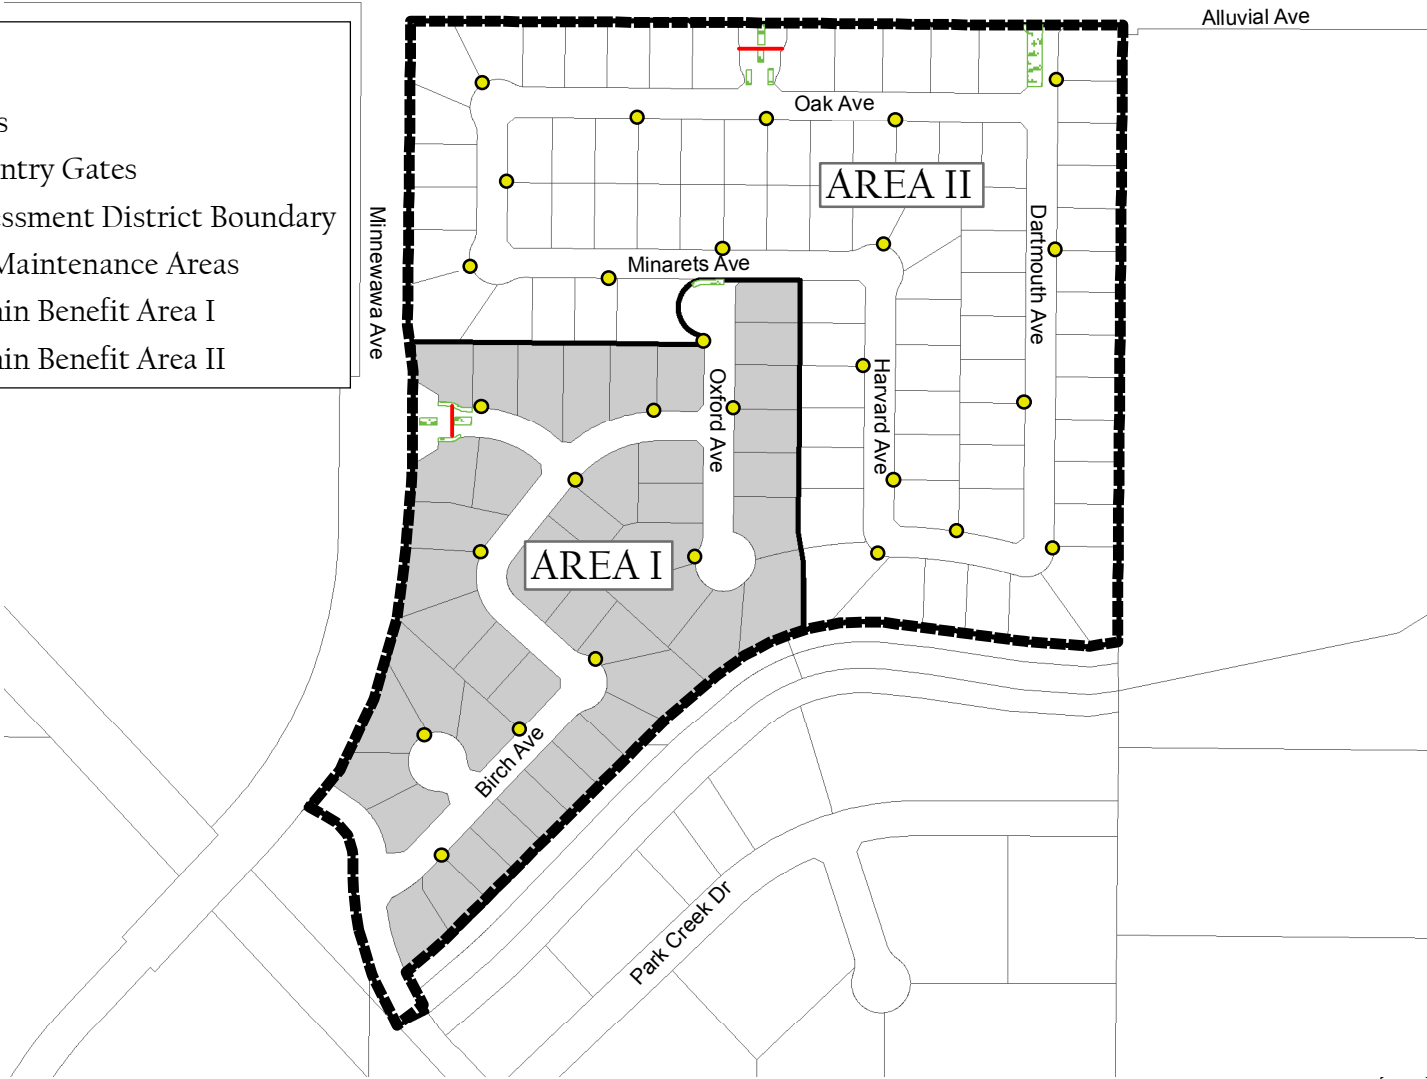 Alluvial Ave
s
ntry Gates
essment District Boundary
Maintenance Areas
in Benefit Area I
in Benefit Area II
Minnewawa Ave
Oak Ave
AREA II
Dartmouth Ave
Minarets Ave
Harvard Ave
Oxford Ave
AREA I
Birch Ave
Park Creek Dr